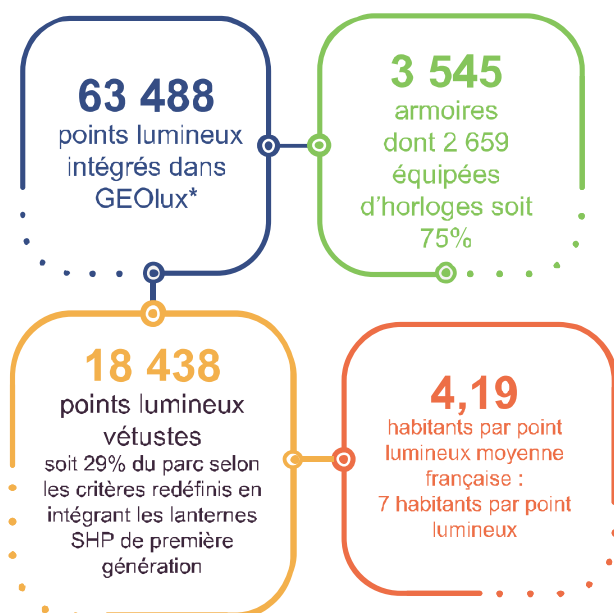 63 488
points lumineux
intégrés dans
GEOlux*
3 545
armoires
dont 2 659
équipées
d'horloges soit
75%
18 438
points lumineux
vétustes
soit 29% du parc selon
les critères redéfinis en
intégrant les lanternes
SHP de première
génération
4,19
habitants par point
lumineux moyenne
française :
7 habitants par point
lumineux